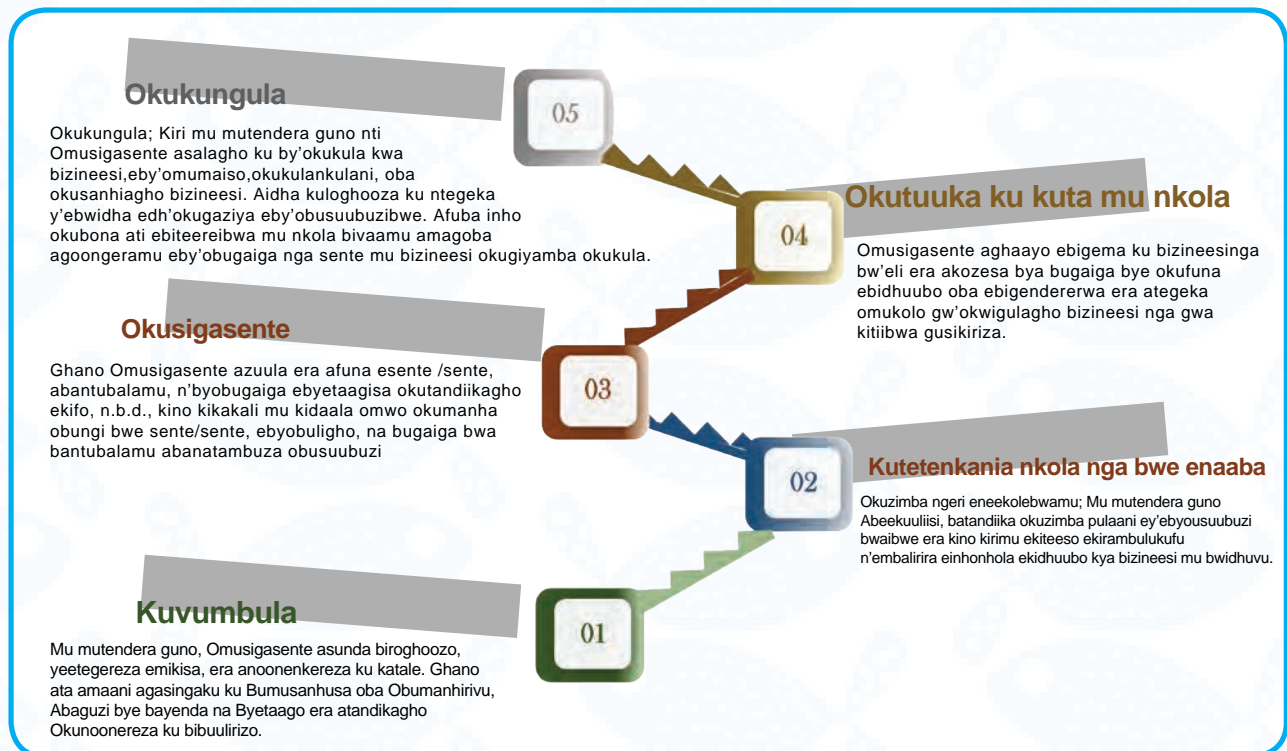 Okukungula
Okukungula; Kiri mu mutendera guno nti
Omusigasente asalagho ku by’okukula kwa
bizineesi,eby’omumaiso,okukulankulani, oba
okusanhiagho bizineesi. Aidha kuloghooza ku ntegeka
y’ebwidha edh’okugaziya eby’obusuubuzibwe. Afuba inho
okubona ati ebiteereibwa mu nkola bivaamu amagoba
agoongeramu eby’obugaiga nga sente mu bizineesi okugiyamba okukula.
05
Okutuuka ku kuta mu nkola
Omusigasente aghaayo ebigema ku bizineesinga
bw’eli era akozesa bya bugaiga bye okufuna
ebidhuubo oba ebigendererwa era ategeka
omukolo gw’okwigulagho bizineesi nga gwa
kitiibwa gusikiriza.
04
Okusigasente
Ghano Omusigasente azuula era afuna esente /sente,
abantubalamu, n’byobugaiga ebyetaagisa okutandiikagho
ekifo, n.b.d., kino kikakali mu kidaala omwo okumanha
obungi bwe sente/sente, ebyobuligho, na bugaiga bwa
bantubalamu abanatambuza obusuubuzi
03
Kutetenkania nkola nga bwe enaaba
Okuzimba ngeri eneekolebwamu; Mu mutendera guno
Abeekuuliisi, batandiika okuzimba pulaani ey’ebyousuubuzi
bwaibwe era kino kirimu ekiteeso ekirambulukufu
n’embalirira einhonhola ekidhuubo kya bizineesi mu bwidhuvu.
02
Kuvumbula
Mu mutendera guno, Omusigasente asunda biroghoozo,
yeetegereza emikisa, era anoonenkereza ku katale. Ghano
ata amaani agasingaku ku Bumusanhusa oba Obumanhirivu,
Abaguzi bye bayenda na Byetaago era atandikagho
Okunoonereza ku bibuulirizo.
01